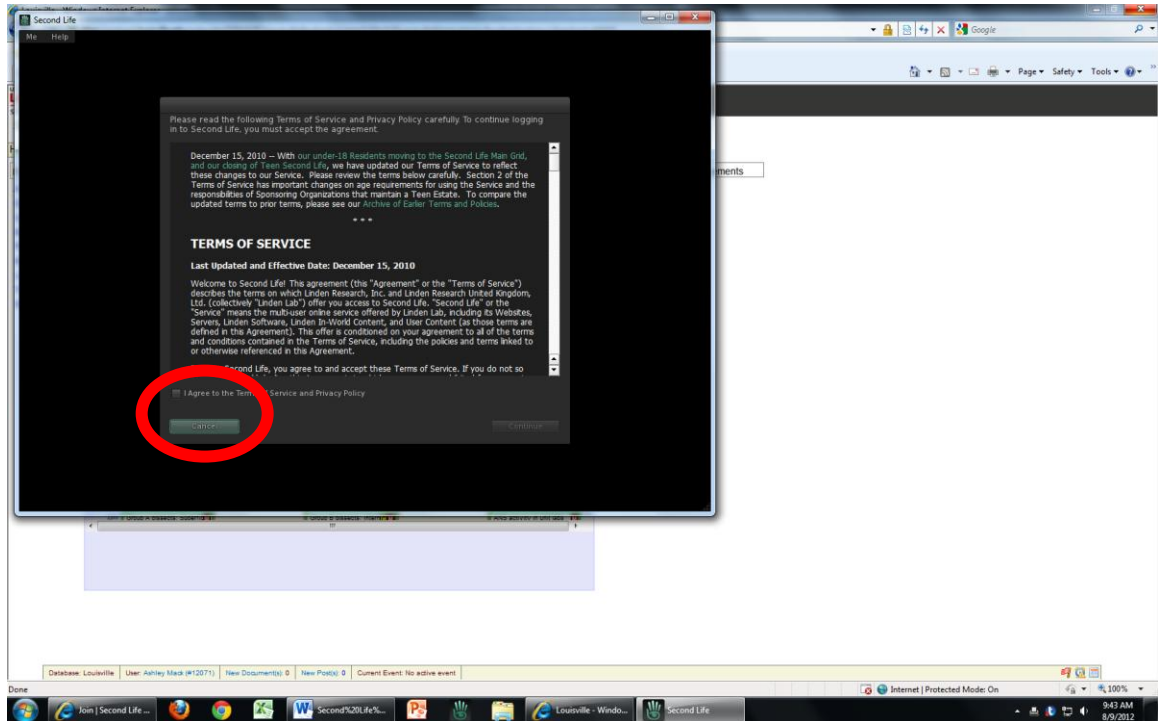 Second Life
Me Help
Google
Page Safety Tools
Please read the following Terms of Service and Privacy Policy carefully. To continue logging
in to Second Life, you must accept the agreement.
December 15, 2010 -- With our under-18 Residents moving to the Second Life Main Grid,
and our closing of Teen Second Life, we have updated our Terms of Service to reflect
these changes to our Service. Please review the terms below carefully. Section 2 of the
Terms of Service has important changes on age requirements for using the Service and the
responsibilities of Sponsoring Organizations that maintain a Teen Estate. To compare the
updated terms to prior terms, please see our Archive of Earlier Terms and Policies.
* * *
TERMS OF SERVICE
Last Updated and Effective Date: December 15, 2010
Welcome to Second Life! This agreement (this "Agreement" or the "Terms of Service")
describes the terms on which Linden Research, Inc. and Linden Research United Kingdom,
Ltd. (collectively "Linden Lab") offer you access to Second Life. "Second Life" or the
"Service" means the multi-user online service offered by Linden Lab, including its Websites,
Servers, Linden Software, Linden In-World Content, and User Content (as those terms are
defined in this Agreement). This offer is conditioned on your agreement to all of the terms
and conditions contained in the Terms of Service, including the policies and terms linked to
or otherwise referenced in this Agreement.
Second Life, you agree to and accept these Terms of Service. If you do not so
I Agree to the Terms of Service and Privacy Policy
Cancel Continue
Database: Louisville User: Ashley Mack (#12071) New Document(s): 0 New Post(s): 0 Current Event: No active event
Done Internet | Protected Mode: On 100%
Join | Second Life ... Second%20Life%... Louisville - Windo... Second Life 9:43 AM
8/9/2012